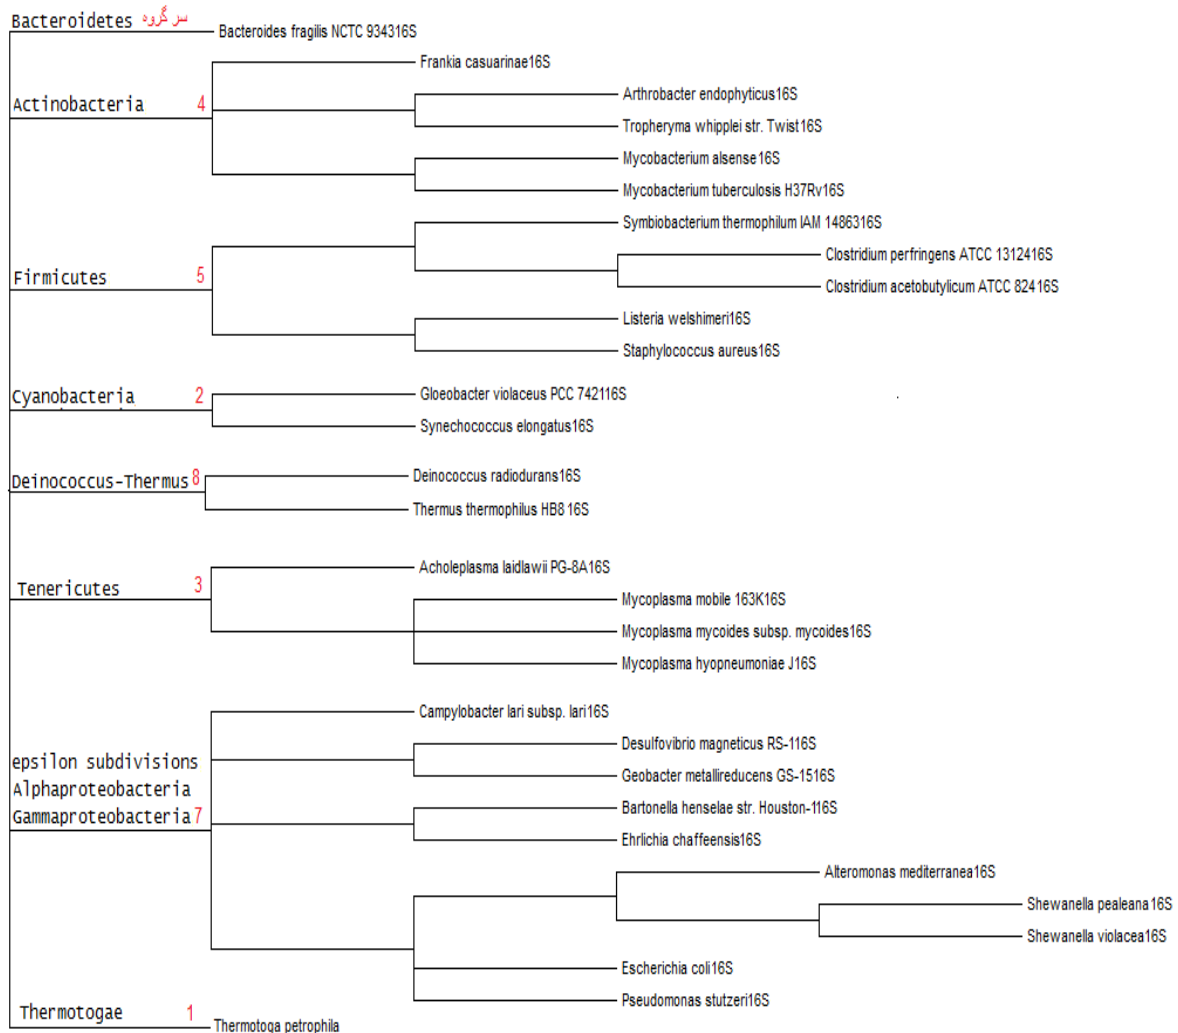 Bacteroidetes سر گروه
Bacteroides fragilis NCTC 934316S
Frankia casuarinae16S
Actinobacteria 4
Arthrobacter endophyticus16S
Tropheryma whipplei str. Twist16S
Mycobacterium alsense16S
Mycobacterium tuberculosis H37Rv16S
Symbiobacterium thermophilum IAM 1486316S
Clostridium perfringens ATCC 1312416S
Firmicutes 5
Clostridium acetobutylicum ATCC 82416S
Listeria welshimeri16S
Staphylococcus aureus16S
Cyanobacteria 2
Gloeobacter violaceus PCC 742116S
Synechococcus elongatus16S
Deinococcus-Thermus 8
Deinococcus radiodurans16S
Thermus thermophilus HB816S
Acholeplasma laidlawii PG-8A16S
Tenericutes 3
Mycoplasma mobile 163K16S
Mycoplasma mycoides subsp. mycoides16S
Mycoplasma hyopneumoniae J16S
Campylobacter lari subsp. lari16S
Desulfovibrio magneticus RS-116S
epsilon subdivisions
Geobacter metallireducens GS-1516S
Alphaproteobacteria
Bartonella henselae str. Houston-116S
Gammaproteobacteria 7
Ehrlichia chaffeensis16S
Alteromonas mediterranea16S
Shewanella pealeana16S
Shewanella violacea16S
Escherichia coli16S
Pseudomonas stutzeri16S
Thermotogae 1
Thermotoga petrophila